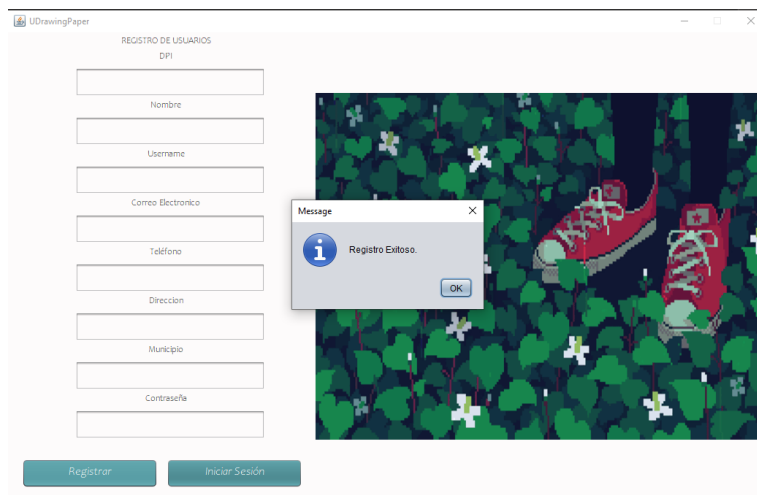 UDrawingPaper
REGISTRO DE USUARIOS
DPI
Nombre
Username
Correo Electronico
Teléfono
Direccion
Municipio
Contraseña
Registrar
Iniciar Sesión
Message
Registro Exitoso.
OK